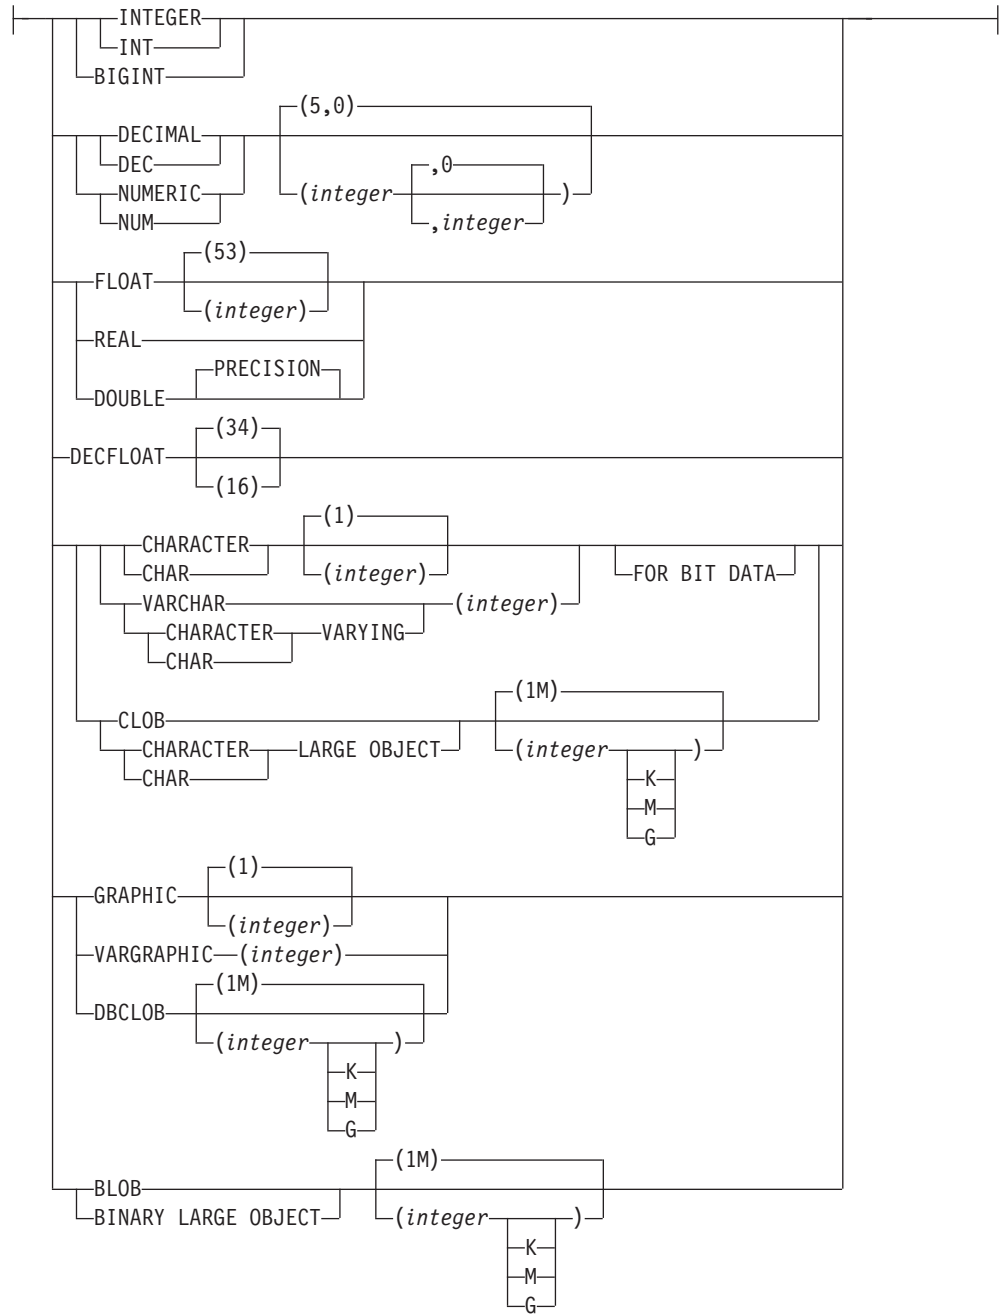 INTEGER
INT
BIGINT
(5,0)
DECIMAL
DEC
,0
NUMERIC
(integer )
NUM
,integer
(53)
FLOAT
(integer)
REAL
PRECISION
DOUBLE
(34)
DECFLOAT
(16)
(1)
CHARACTER
CHAR
(integer)
FOR BIT DATA
VARCHAR
(integer)
CHARACTER
VARYING
CHAR
(1M)
CLOB
CHARACTER
LARGE OBJECT
(integer )
CHAR
K
M
G
(1)
GRAPHIC
(integer)
VARGRAPHIC
(integer)
(1M)
DBCLOB
(integer )
K
M
G
(1M)
BLOB
BINARY LARGE OBJECT
(integer )
K
M
G